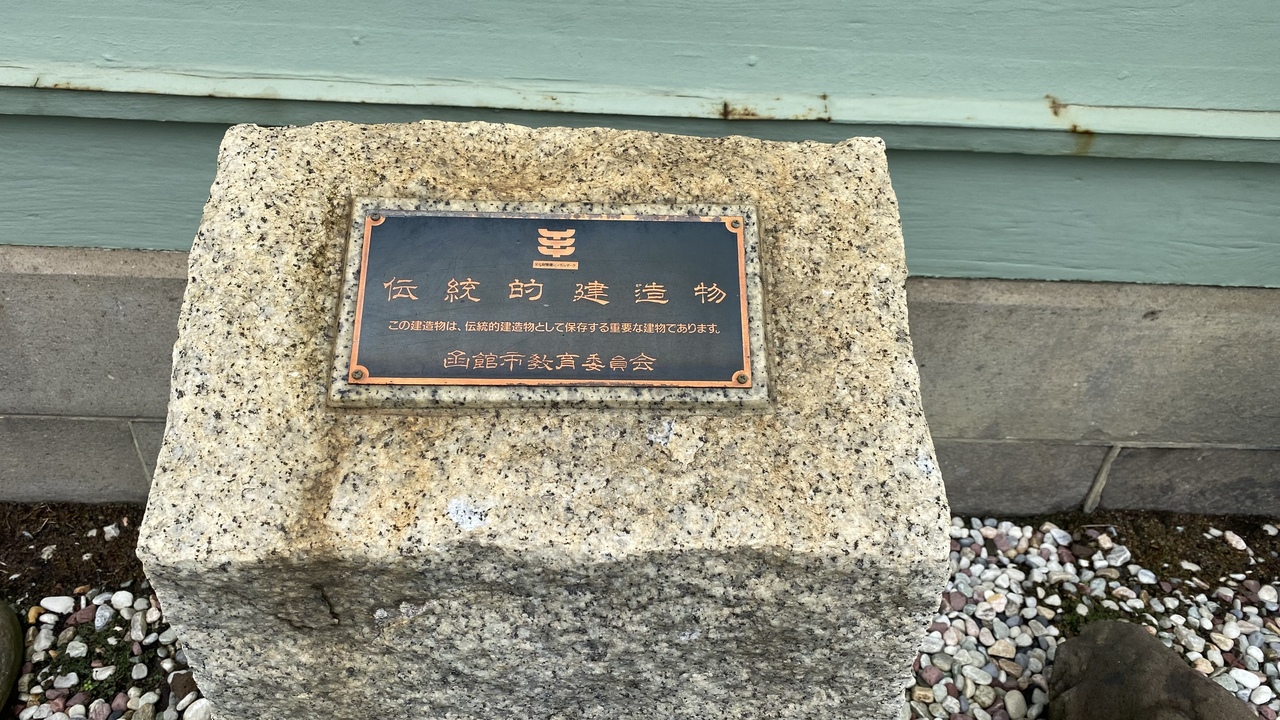 伝統的建造物
この建造物は、伝統的建造物として保存する重要な建物であります。
函館市教育委員会